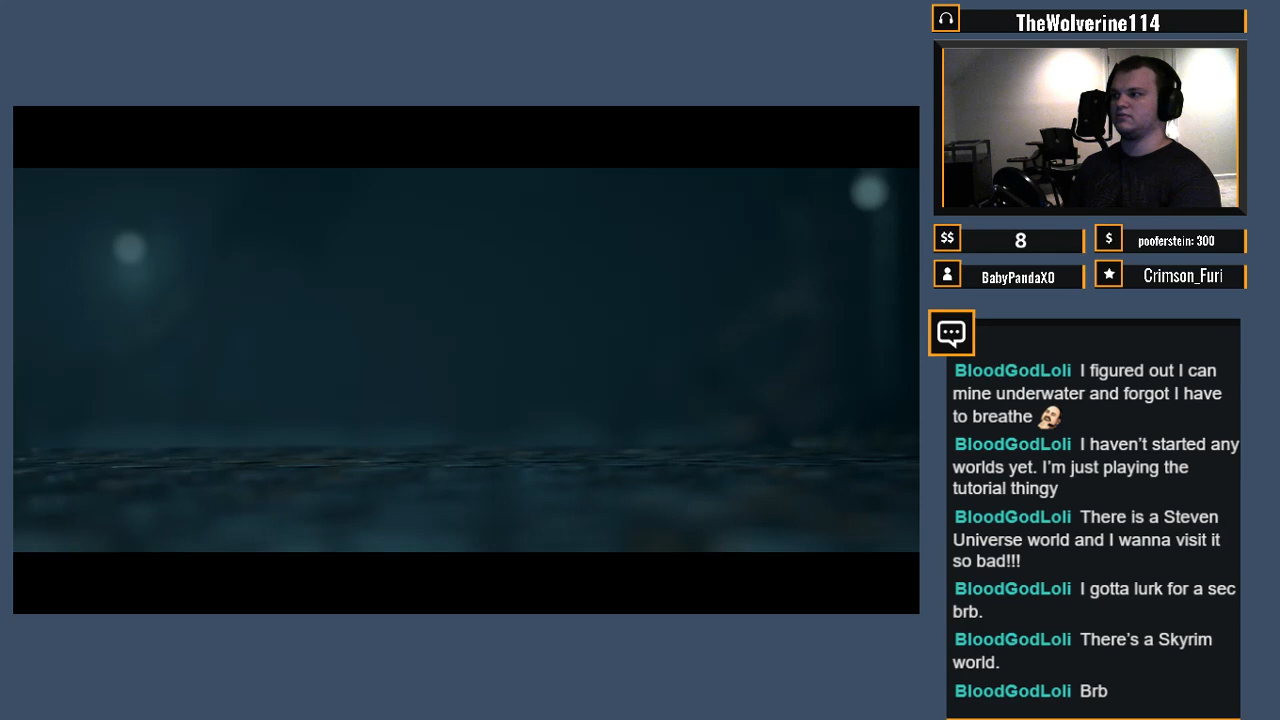 TheWolverine114
$$ 8
$ pooferstein: 300
BabyPandaXO
Crimson_Furi
BloodGodLoli I figured out I can
mine underwater and forgot I have
to breathe
BloodGodLoli I haven't started any
worlds yet. I'm just playing the
tutorial thingy
BloodGodLoli There is a Steven
Universe world and I wanna visit it
so bad!!!
BloodGodLoli I gotta lurk for a sec
brb.
BloodGodLoli There's a Skyrim
world.
BloodGodLoli Brb